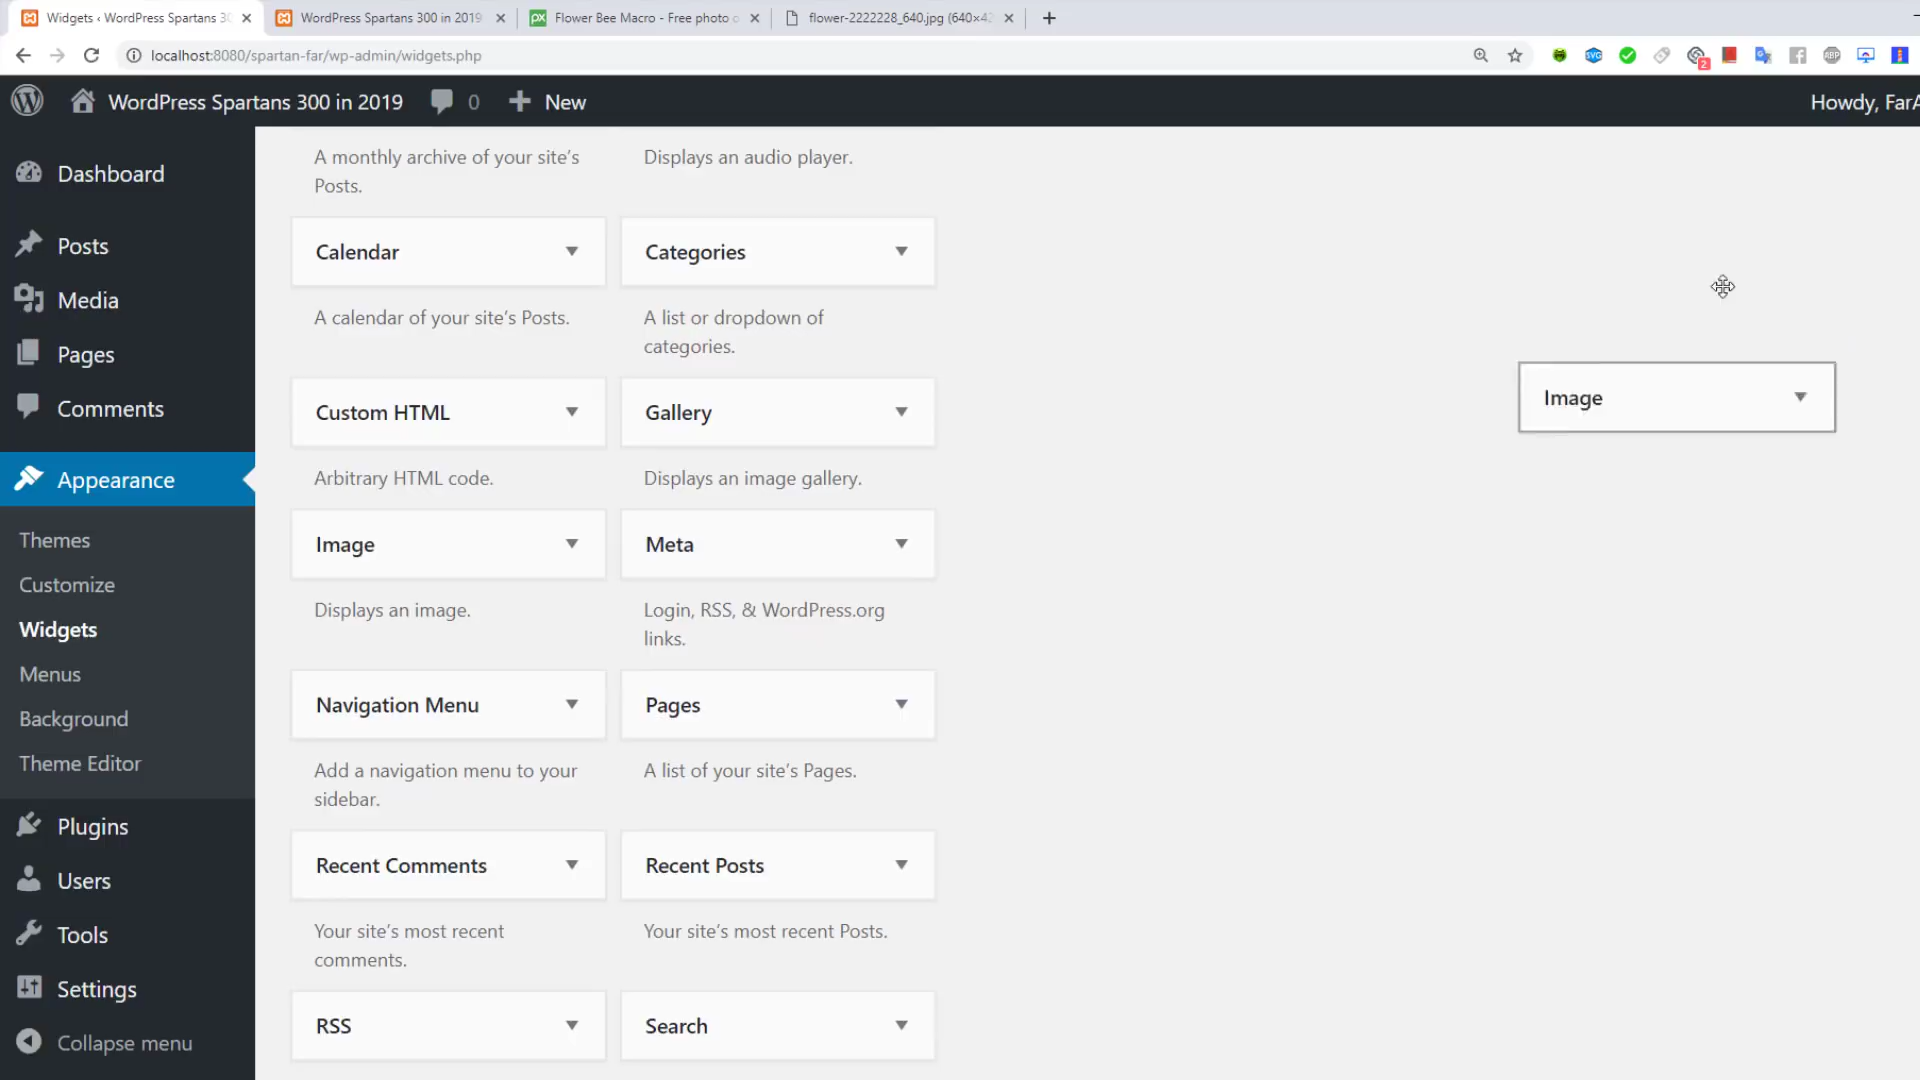 Widgets ‹ WordPress Spartans 30
WordPress Spartans 300 in 2019
Flower Bee Macro - Free photo o
flower-2222228_640.jpg (640×42
localhost:8080/spartan-far/wp-admin/widgets.php
SVG
2
ABP
WordPress Spartans 300 in 2019
0
New
Howdy, FarA
Dashboard
Posts
Media
Pages
Comments
Appearance
Themes
Customize
Widgets
Menus
Background
Theme Editor
Plugins
Users
Tools
Settings
Collapse menu
A monthly archive of your site's
Posts.
Displays an audio player.
Calendar
Categories
A calendar of your site's Posts.
A list or dropdown of
categories.
Custom HTML
Gallery
Arbitrary HTML code.
Displays an image gallery.
Image
Meta
Displays an image.
Login, RSS, & WordPress.org
links.
Navigation Menu
Pages
Add a navigation menu to your
sidebar.
A list of your site's Pages.
Recent Comments
Recent Posts
Your site's most recent
comments.
Your site's most recent Posts.
RSS
Search
Image